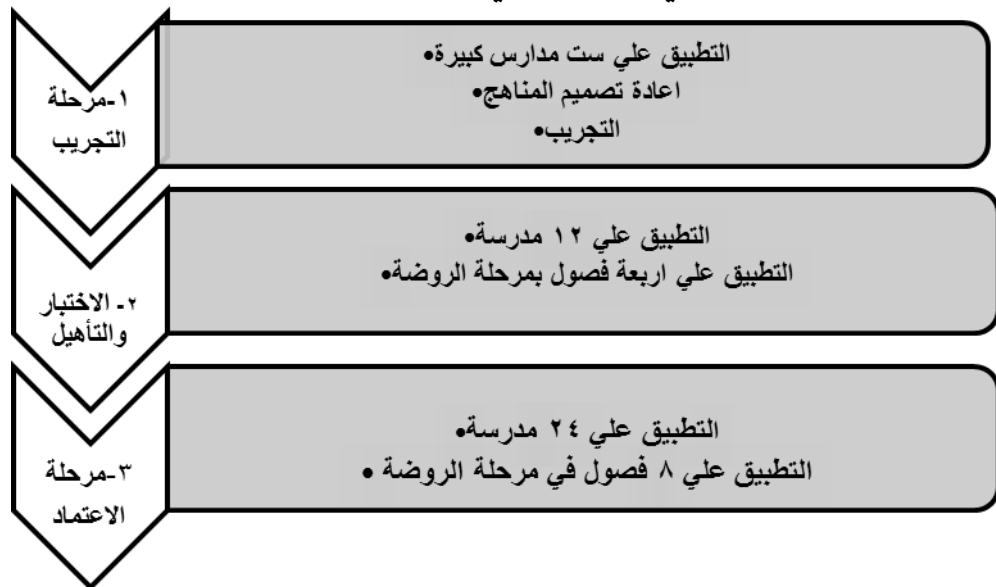 ١-مرحلة
التجريب
التطبيق علي ست مدارس كبيرة•
اعادة تصميم المناهج•
التجريب•
٢- الاختبار
والتأهيل
التطبيق علي ١٢ مدرسة•
التطبيق علي اربعة فصول بمرحلة الروضة•
٣-مرحلة
الاعتماد
التطبيق علي ٢٤ مدرسة•
التطبيق علي ٨ فصول في مرحلة الروضة •